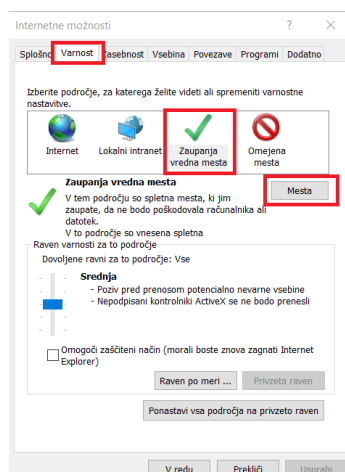 Internetne možnosti
Splošno Varnost Zasebnost Vsebina Povezave Programi Dodatno
Izberite področje, za katerega želite videti ali spremeniti varnostne
nastavitve.
Internet Lokalni intranet Zaupanja vredna mesta Omejena mesta
Zaupanja vredna mesta
Mesta
V tem področju so spletna mesta, ki jim
zaupate, da ne bodo poškodovala računalnika ali
datotek.
V to področje so vnesena spletna
Raven varnosti za to področje
Dovoljene ravni za to področje: Vse
Srednja
- Poziv pred prenosom potencialno nevarne vsebine
- Nepodpisani kontrolniki ActiveX se ne bodo prenesli
Omogoči zaščiteni način (morali boste znova zagnati Internet
Explorer)
Raven po meri ... Privzeta raven
Ponastavi vsa področja na privzeto raven
V redu Prekliči Uporabi